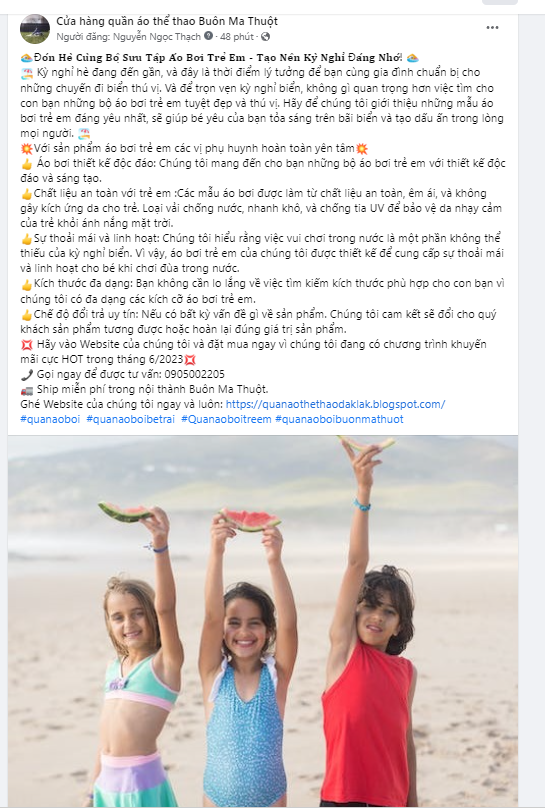 Cửa hàng quần áo thể thao Buôn Ma Thuột
Người đăng: Nguyễn Ngọc Thạch · 48 phút ·
🏊Đón Hè Cùng Bộ Sưu Tập Áo Bơi Trẻ Em - Tạo Nên Kỳ Nghỉ Đáng Nhớ! 🏊
🏖 Kỳ nghỉ hè đang đến gần, và đây là thời điểm lý tưởng để bạn cùng gia đình chuẩn bị cho
những chuyến đi biển thú vị. Và để trọn vẹn kỳ nghỉ biển, không gì quan trọng hơn việc tìm cho
con bạn những bộ áo bơi trẻ em tuyệt đẹp và thú vị. Hãy để chúng tôi giới thiệu những mẫu áo
bơi trẻ em đáng yêu nhất, sẽ giúp bé yêu của bạn tỏa sáng trên bãi biển và tạo dấu ấn trong lòng
mọi người. 🏖
💥Với sản phẩm áo bơi trẻ em các vị phụ huynh hoàn toàn yên tâm💥
👍 Áo bơi thiết kế độc đáo: Chúng tôi mang đến cho bạn những bộ áo bơi trẻ em với thiết kế độc
đáo và sáng tạo.
👍Chất liệu an toàn với trẻ em :Các mẫu áo bơi được làm từ chất liệu an toàn, êm ái, và không
gây kích ứng da cho trẻ. Loại vải chống nước, nhanh khô, và chống tia UV để bảo vệ da nhạy cảm
của trẻ khỏi ánh nắng mặt trời.
👍Sự thoải mái và linh hoạt: Chúng tôi hiểu rằng việc vui chơi trong nước là một phần không thể
thiếu của kỳ nghỉ biển. Vì vậy, áo bơi trẻ em của chúng tôi được thiết kế để cung cấp sự thoải mái
và linh hoạt cho bé khi chơi đùa trong nước.
👍Kích thước đa dạng: Bạn không cần lo lắng về việc tìm kiếm kích thước phù hợp cho con bạn vì
chúng tôi có đa dạng các kích cỡ áo bơi trẻ em.
👍Chế độ đổi trả uy tín: Nếu có bất kỳ vấn đề gì về sản phẩm. Chúng tôi cam kết sẽ đổi cho quý
khách sản phẩm tương được hoặc hoàn lại đúng giá trị sản phẩm.
💢 Hãy vào Website của chúng tôi và đặt mua ngay vì chúng tôi đang có chương trình khuyến
mãi cực HOT trong tháng 6/2023💢
📞 Gọi ngay để được tư vấn: 0905002205
🚛 Ship miễn phí trong nội thành Buôn Ma Thuột.
Ghé Website của chúng tôi ngay và luôn: https://quanaothethaodaklak.blogspot.com/
#quanaoboi #quanaoboibetrai #Quanaoboitreem #quanaoboibuonmathuot